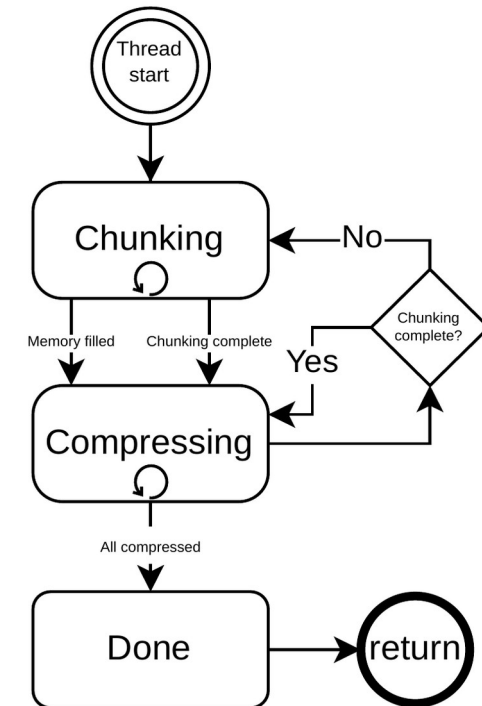 Thread
start
Chunking
No
Chunking
complete?
Memory filled
Chunking complete
Yes
Compressing
All compressed
Done
return